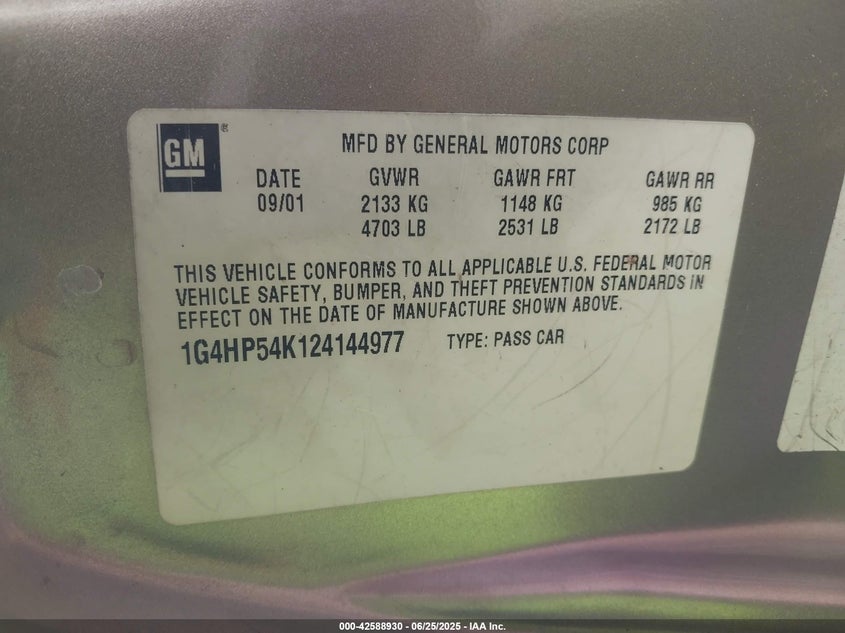 GM®
MFD BY GENERAL MOTORS CORP
DATE GVWR GAWR FRT GAWR RR
09/01 2133 KG 1148 KG 985 KG
4703 LB 2531 LB 2172 LB
THIS VEHICLE CONFORMS TO ALL APPLICABLE U.S. FEDERAL MOTOR
VEHICLE SAFETY, BUMPER, AND THEFT PREVENTION STANDARDS IN
EFFECT ON THE DATE OF MANUFACTURE SHOWN ABOVE.
1G4HP54K124144977 TYPE: PASS CAR
000-42588930 - 06/25/2025 - IAA Inc.